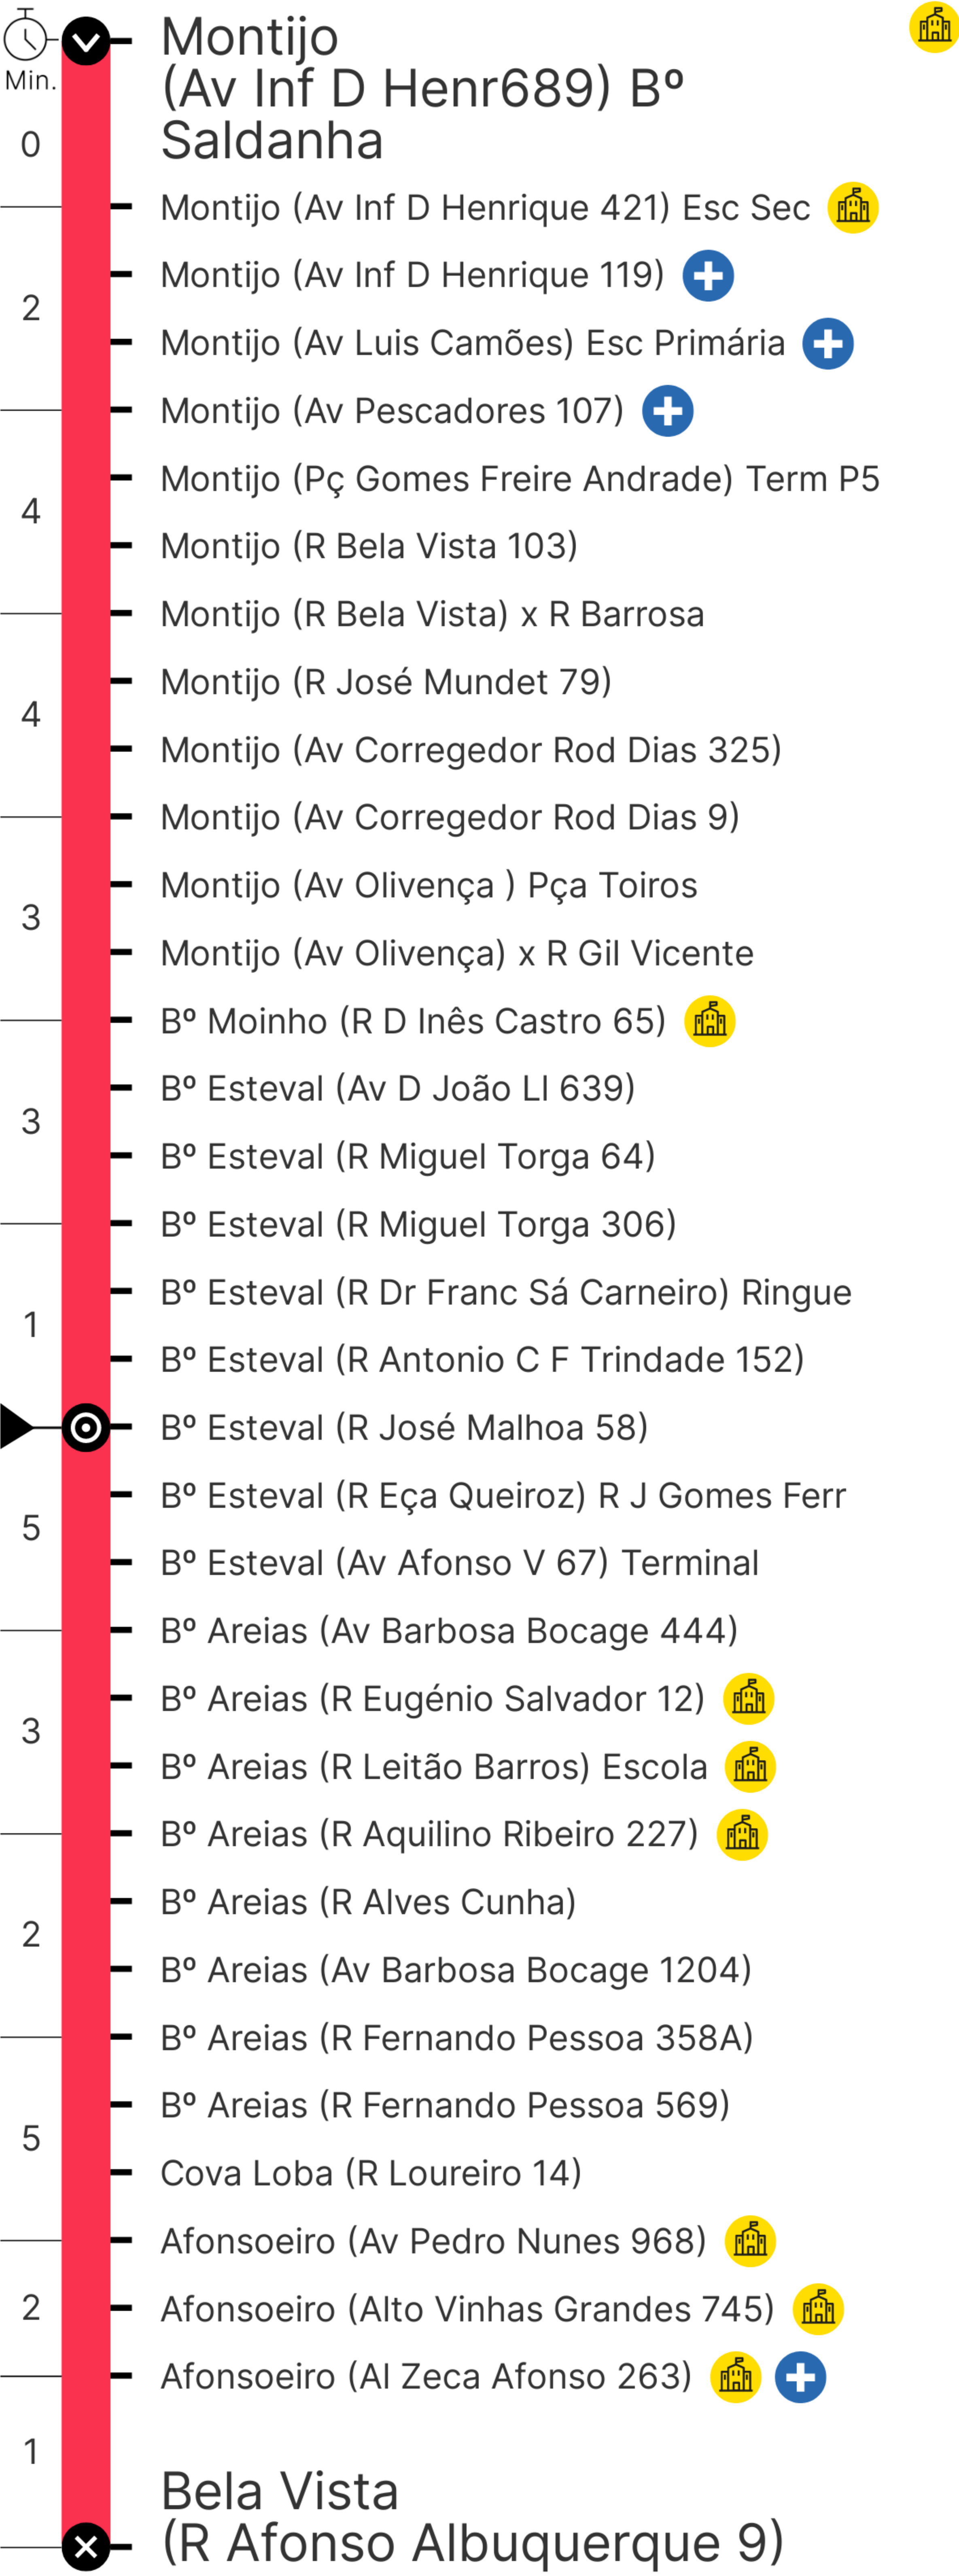 Montijo
(Av Inf D Henr689) Bº
Saldanha
Min.
0
Montijo (Av Inf D Henrique 421) Esc Sec
Montijo (Av Inf D Henrique 119)
2
Montijo (Av Luis Camões) Esc Primária
Montijo (Av Pescadores 107)
Montijo (Pç Gomes Freire Andrade) Term P5
4
Montijo (R Bela Vista 103)
Montijo (R Bela Vista) x R Barrosa
Montijo (R José Mundet 79)
4
Montijo (Av Corregedor Rod Dias 325)
Montijo (Av Corregedor Rod Dias 9)
Montijo (Av Olivença ) Pça Toiros
3
Montijo (Av Olivença) x R Gil Vicente
Bº Moinho (R D Inês Castro 65)
Bº Esteval (Av D João Ll 639)
3
Bº Esteval (R Miguel Torga 64)
Bº Esteval (R Miguel Torga 306)
Bº Esteval (R Dr Franc Sá Carneiro) Ringue
1
Bº Esteval (R Antonio C F Trindade 152)
Bº Esteval (R José Malhoa 58)
Bº Esteval (R Eça Queiroz) R J Gomes Ferr
5
Bº Esteval (Av Afonso V 67) Terminal
Bº Areias (Av Barbosa Bocage 444)
Bº Areias (R Eugénio Salvador 12)
3
Bº Areias (R Leitão Barros) Escola
Bº Areias (R Aquilino Ribeiro 227)
Bº Areias (R Alves Cunha)
2
Bº Areias (Av Barbosa Bocage 1204)
Bº Areias (R Fernando Pessoa 358A)
Bº Areias (R Fernando Pessoa 569)
5
Cova Loba (R Loureiro 14)
Afonsoeiro (Av Pedro Nunes 968)
2
Afonsoeiro (Alto Vinhas Grandes 745)
Afonsoeiro (Al Zeca Afonso 263)
1
Bela Vista
(R Afonso Albuquerque 9)